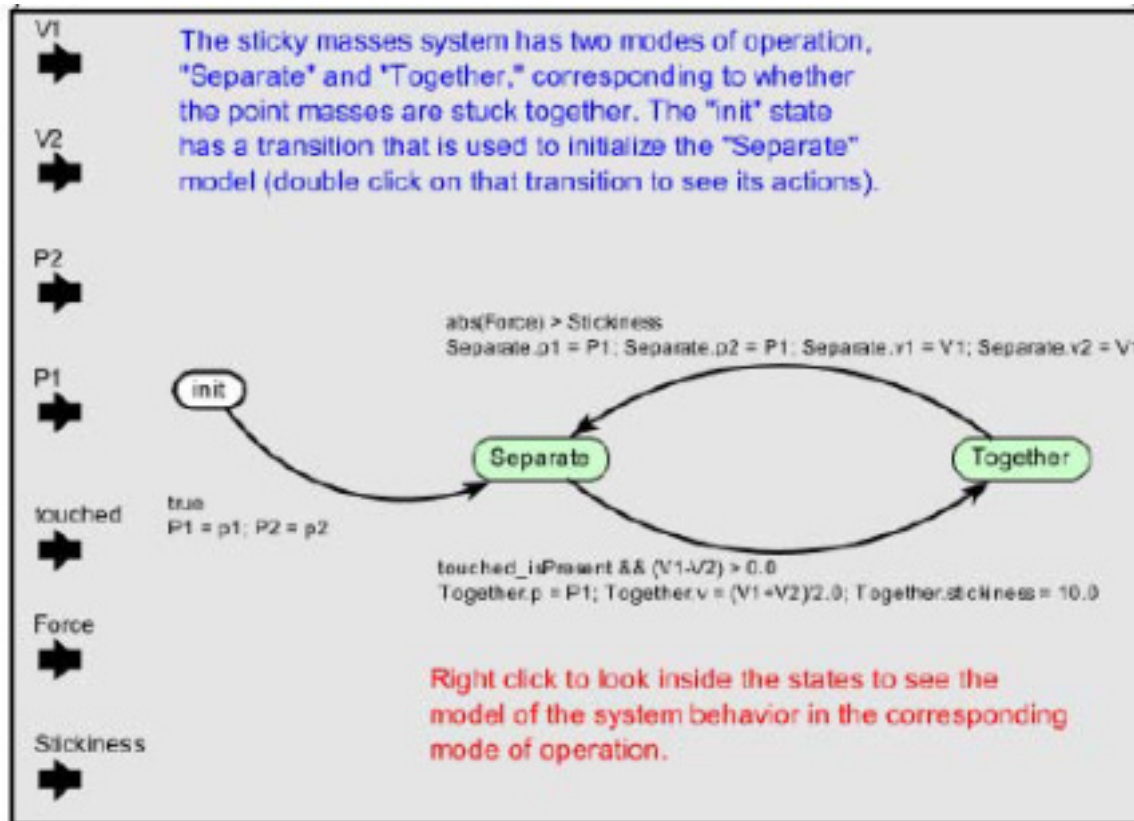 V1
The sticky masses system has two modes of operation,
"Separate" and "Together," corresponding to whether
the point masses are stuck together. The "init" state
has a transition that is used to initialize the "Separate"
model (double click on that transition to see its actions).
V2
P2
P1
abs(Force) > Stickiness
Separate.p1 = P1; Separate.p2 = P1; Separate.v1 = V1; Separate.v2 = V1
init
Separate
Together
true
P1 = p1; P2 = p2
touched
touched_isPresent && (V1-V2) > 0.0
Together.p = P1; Together.v = (V1+V2)/2.0; Together.stickiness = 10.0
Force
Right click to look inside the states to see the
model of the system behavior in the corresponding
mode of operation.
Stickiness